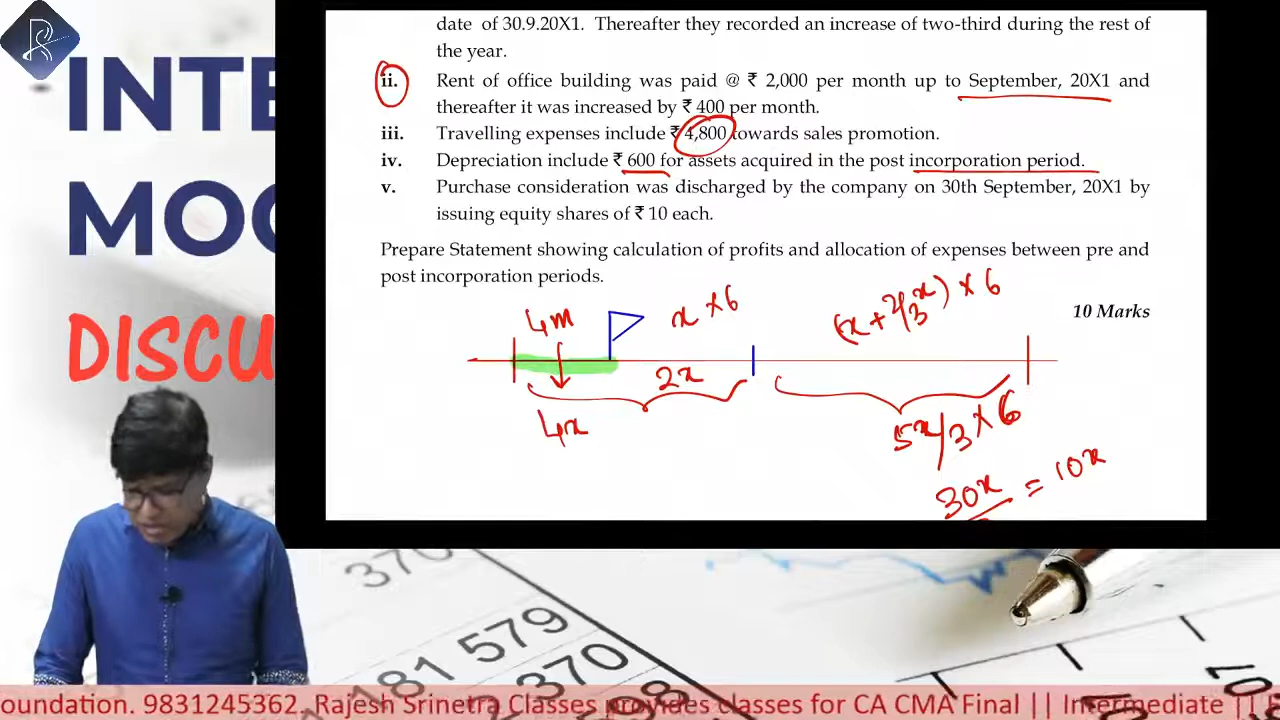 INTE
MOC
DISCU
date of 30.9.20X1. Thereafter they recorded an increase of two-third during the rest of
the year.
ii. Rent of office building was paid @ ₹ 2,000 per month up to September, 20X1 and
thereafter it was increased by ₹ 400 per month.
iii. Travelling expenses include ₹ 4,800 towards sales promotion.
iv. Depreciation include ₹ 600 for assets acquired in the post incorporation period.
v. Purchase consideration was discharged by the company on 30th September, 20X1 by
issuing equity shares of ₹ 10 each.
Prepare Statement showing calculation of profits and allocation of expenses between pre and
post incorporation periods.
10 Marks
4m
x × 6
(x + 2/3 x) × 6
2x
4x
5x/3 × 6
30x = 10x
370
181 579
370
oundation. 9831245362, Rajesh Srinetra Classes provides classes for CA CMA Final || Intermediate ||